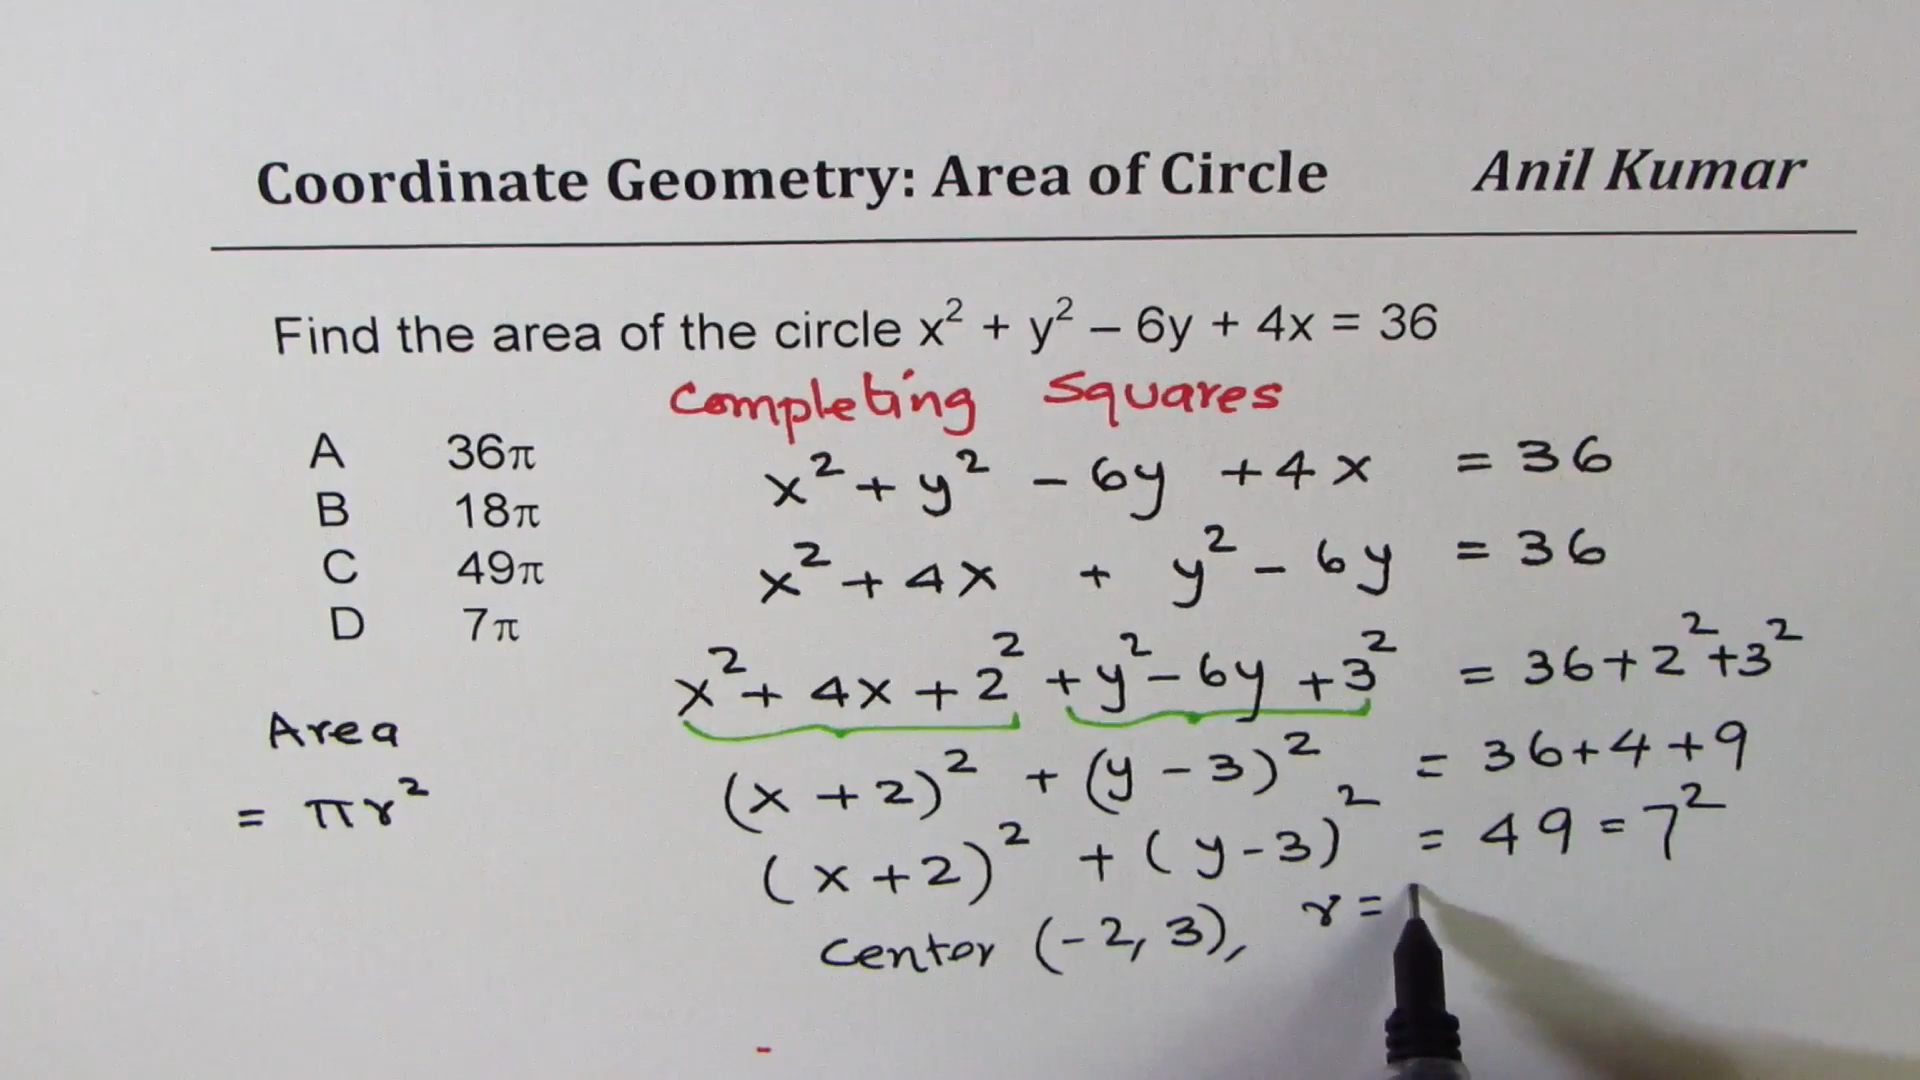 Coordinate Geometry: Area of Circle Anil Kumar
Find the area of the circle x² + y² – 6y + 4x = 36
Completing Squares
A 36π
B 18π
C 49π
D 7π
x² + y² - 6y + 4x = 36
x² + 4x + y² - 6y = 36
x² + 4x + 2² + y² - 6y + 3² = 36 + 2² + 3²
(x + 2)² + (y - 3)² = 36 + 4 + 9
(x + 2)² + (y - 3)² = 49 = 7²
Center (-2, 3), r =
Area
= πr²